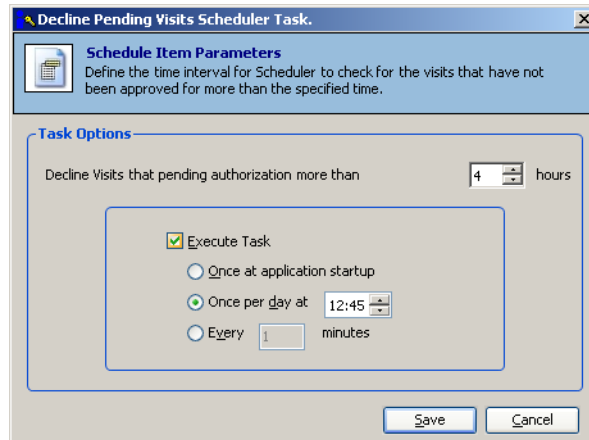 Decline Pending Visits Scheduler Task.
Schedule Item Parameters
Define the time interval for Scheduler to check for the visits that have not
been approved for more than the specified time.
Task Options
Decline Visits that pending authorization more than 4 hours
Execute Task
Once at application startup
Once per day at 12:45
Every 1 minutes
Save Cancel